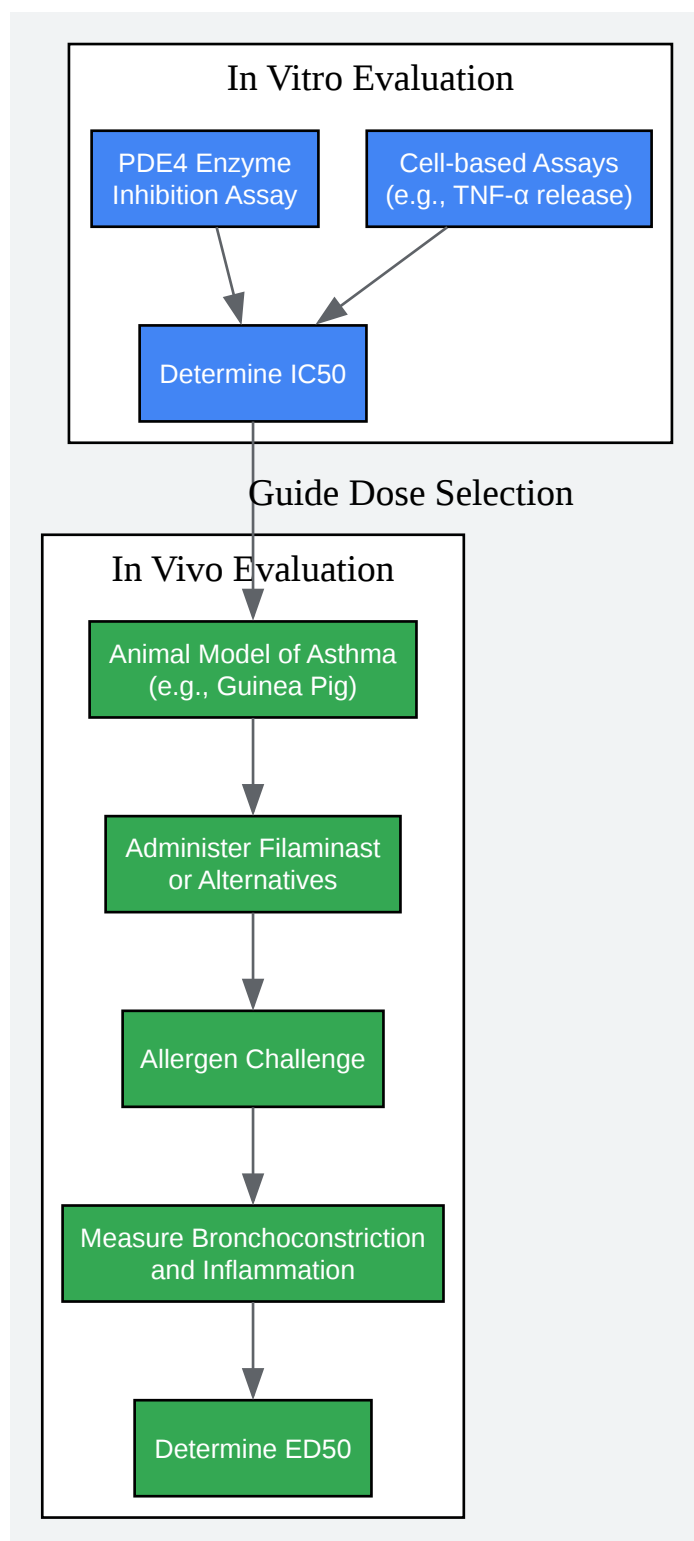 In Vitro Evaluation
PDE4 Enzyme
Inhibition Assay
Cell-based Assays
(e.g., TNF-α release)
Determine IC50
Guide Dose Selection
In Vivo Evaluation
Animal Model of Asthma
(e.g., Guinea Pig)
Administer Filaminast
or Alternatives
Allergen Challenge
Measure Bronchoconstriction
and Inflammation
Determine ED50